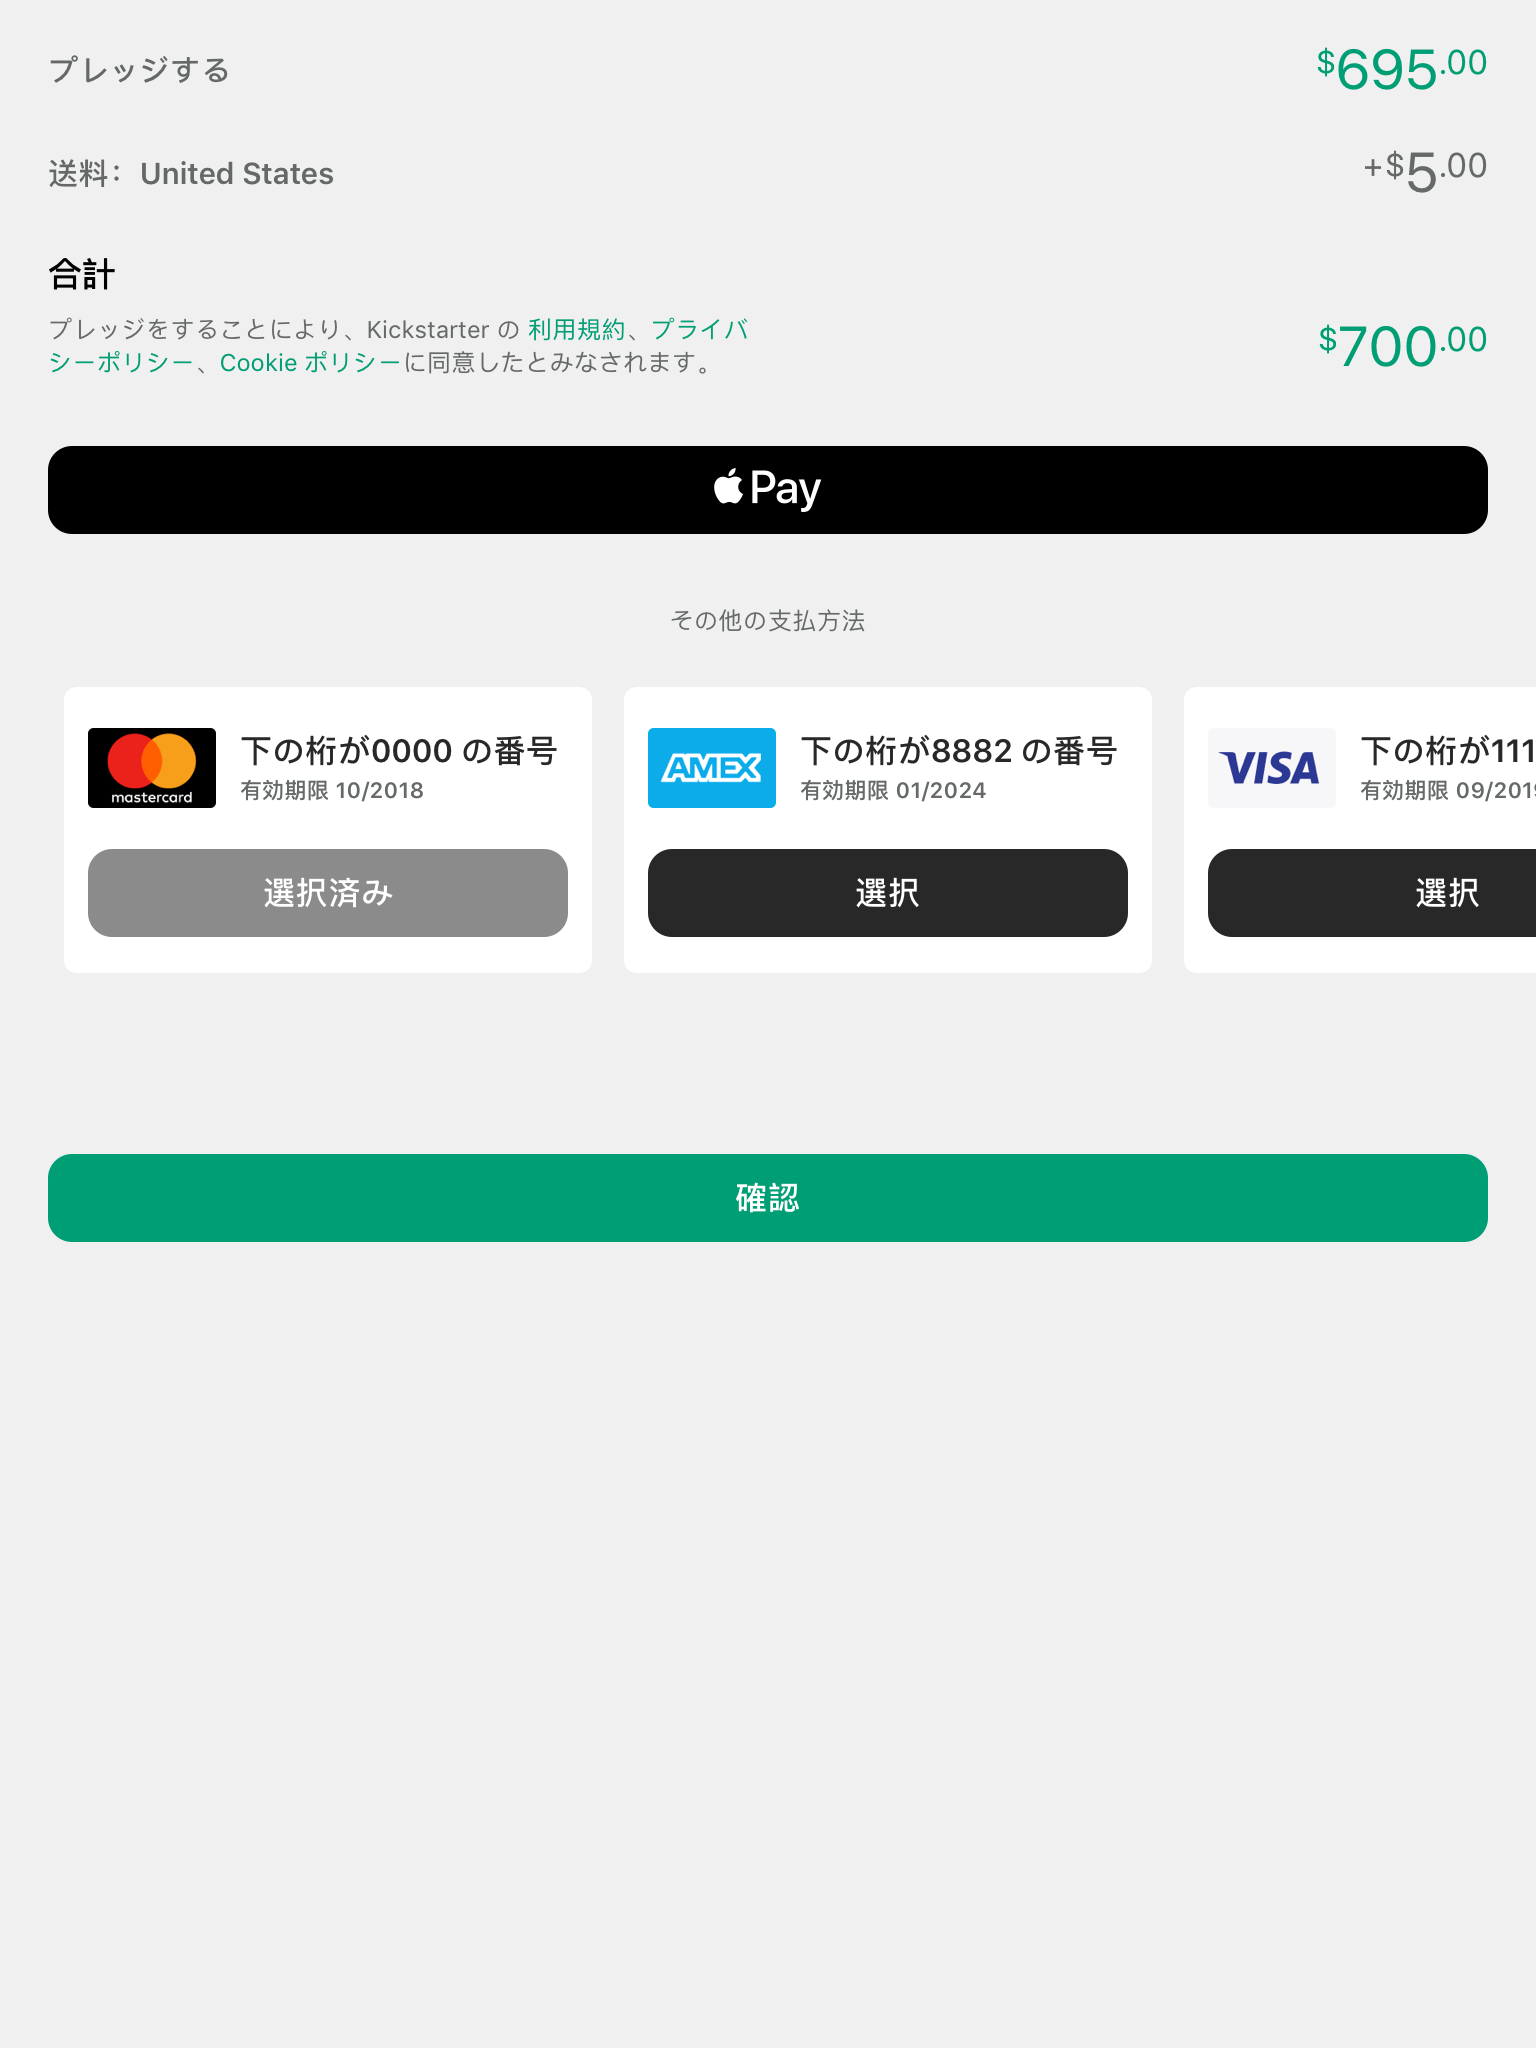 プレッジする
$695.00
送料： United States
+$5.00
合計
プレッジをすることにより、Kickstarter の 利用規約、プライバ
シーポリシー、Cookie ポリシーに同意したとみなされます。
$700.00
Pay
その他の支払方法
mastercard
下の桁が0000 の番号
有効期限 10/2018
選択済み
AMEX
下の桁が8882 の番号
有効期限 01/2024
選択
VISA
下の桁が111
有効期限 09/201
選択
確認